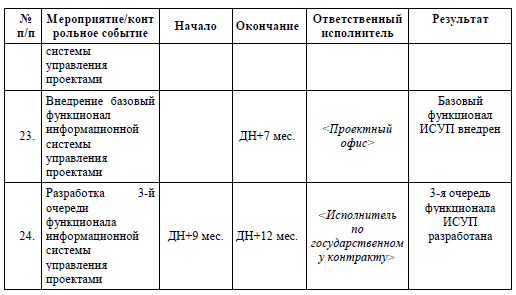 № п/п
Мероприятие/контрольное событие
Начало
Окончание
Ответственный исполнитель
Результат
системы
управления
проектами
23.
Внедрение базовый
функционал
информационной
системы
управления
проектами
ДН+7 мес.
<Проектный
офис>
Базовый
функционал
ИСУП внедрен
24.
Разработка 3-й
очереди
функционала
информационной
системы
управления
проектами
ДН+9 мес.
ДН+12 мес.
<Исполнитель
по
государственном
у контракту>
3-я очередь
функционала
ИСУП
разработана